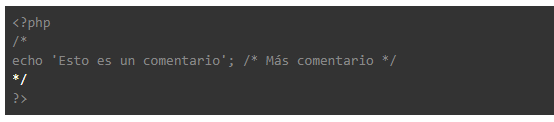 <?php
/*
echo 'Esto es un comentario'; /* Más comentario */
*/
?>